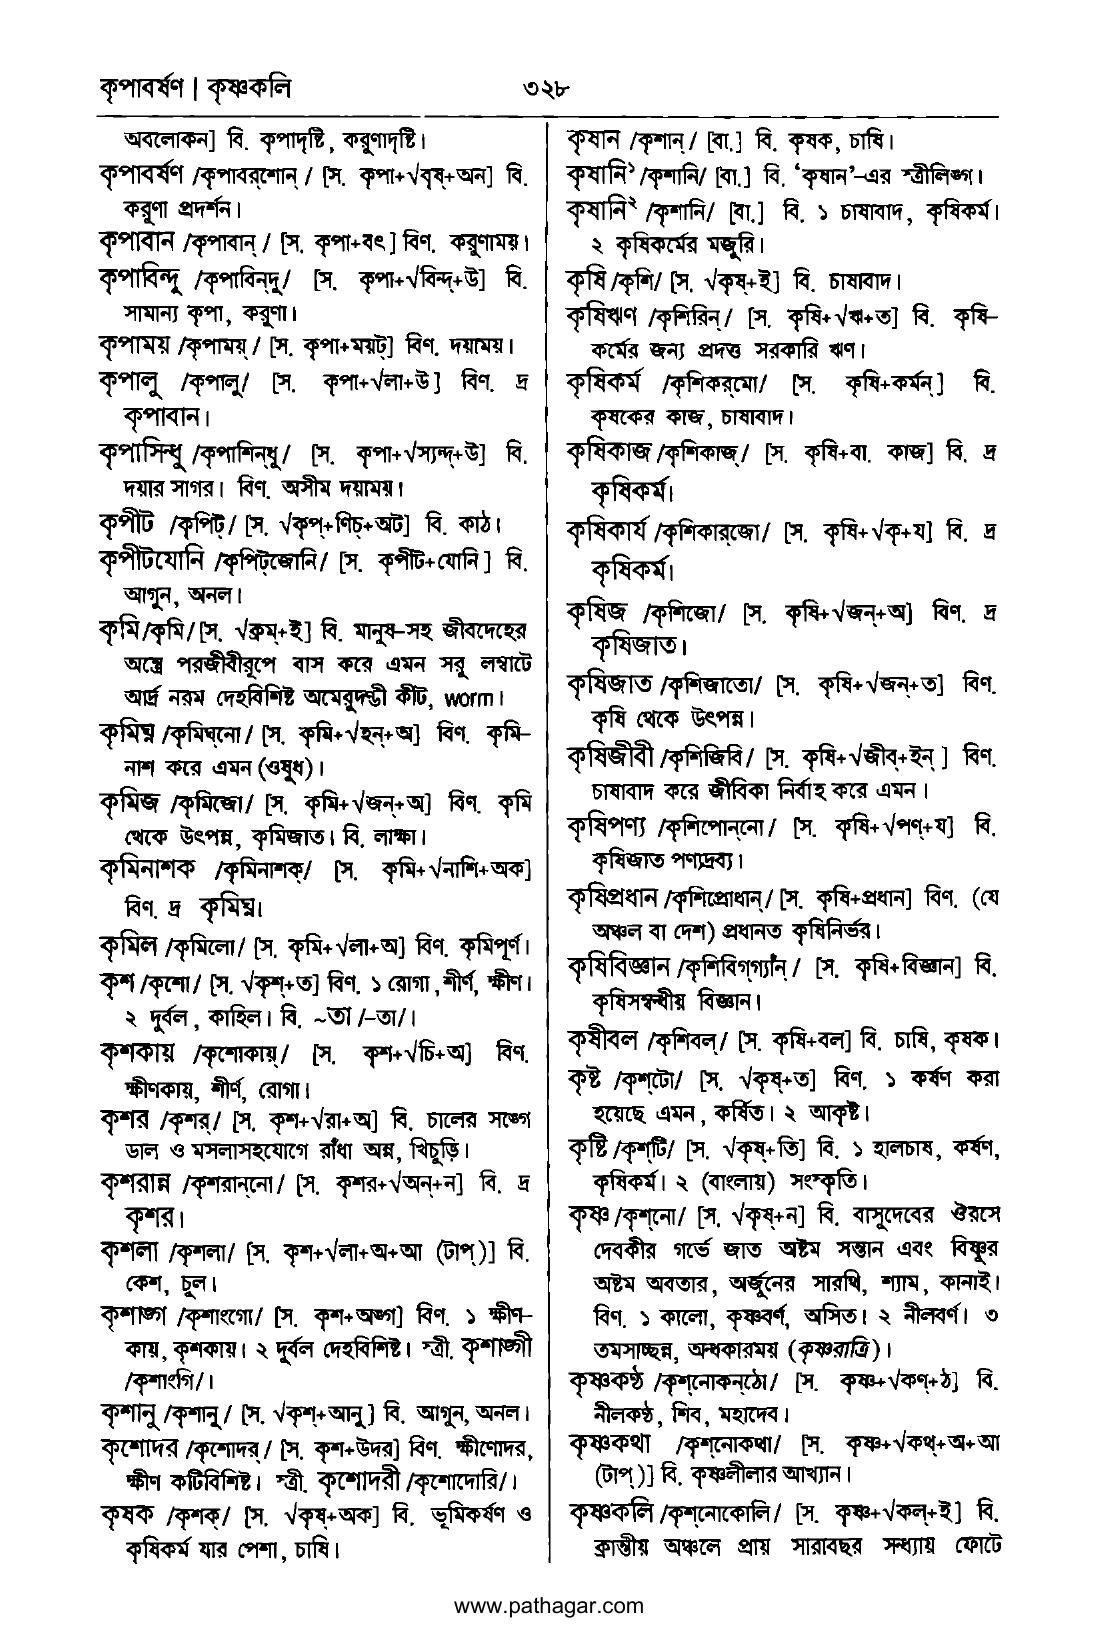 কৃপাবর্ষণ | কৃষ্ণকলি
৩২৮
অবলোকন] বি. কৃপাদৃষ্টি, করুণাদৃষ্টি।
কৃপাবর্ষণ /কৃপাবর্‌শোন্/ [স. কৃপা+√বৃষ্+অন] বি.
করুণা প্রদর্শন।
কৃপাবান /কৃপাবান্/ [স. কৃপা+বৎ] বিণ. করুণাময়।
কৃপাবিন্দু /কৃপাবিন্‌দু/ [স. কৃপা+√বিন্দ্+উ] বি.
সামান্য কৃপা, করুণা।
কৃপাময় /কৃপাময়্/ [স. কৃপা+ময়ট্] বিণ. দয়াময়।
কৃপালু /কৃপালু/ [স. কৃপা+√লা+উ] বিণ. দ্র
কৃপাবান।
কৃপাসিন্ধু /কৃপাশিন্‌ধু/ [স. কৃপা+√স্যন্দ্+উ] বি.
দয়ার সাগর। বিণ. অসীম দয়াময়।
কৃপীট /কৃপিট্/ [স. √কৃপ্+ণিচ্+অট] বি. কাঠ।
কৃপীটযোনি /কৃপিট্‌জোনি/ [স. কৃপীট+যোনি] বি.
আগুন, অনল।
কৃমি/কৃমি/[স. √ক্রম্+ই] বি. মানুষ-সহ জীবদেহের
অন্ত্রে পরজীবীরূপে বাস করে এমন সরু লম্বাটে
আর্দ্র নরম দেহবিশিষ্ট অমেরুদণ্ডী কীট, worm।
কৃমিঘ্ন /কৃমিঘ্‌নো/ [স. কৃমি+√হন্+অ] বিণ. কৃমি-
নাশ করে এমন (ওষুধ)।
কৃমিজ /কৃমিজো/ [স. কৃমি+√জন্+অ] বিণ. কৃমি
থেকে উৎপন্ন, কৃমিজাত। বি. লাক্ষা।
কৃমিনাশক /কৃমিনাশক্/ [স. কৃমি+√নাশি+অক]
বিণ. দ্র কৃমিঘ্ন।
কৃমিল /কৃমিলো/ [স. কৃমি+√লা+অ] বিণ. কৃমিপূর্ণ।
কৃশ /কৃশো/ [স. √কৃশ্+ত] বিণ. ১ রোগা, শীর্ণ, ক্ষীণ।
২ দুর্বল, কাহিল। বি. ~তা /-তা/।
কৃশকায় /কৃশোকায়্/ [স. কৃশ+√চি+অ] বিণ.
ক্ষীণকায়, শীর্ণ, রোগা।
কৃশর /কৃশর্/ [স. কৃশ+√রা+অ] বি. চালের সঙ্গে
ডাল ও মসলাসহযোগে রাঁধা অন্ন, খিচুড়ি।
কৃশরান্ন /কৃশরান্‌নো/ [স. কৃশর+√অন্+ন] বি. দ্র
কৃশর।
কৃশলা /কৃশলা/ [স. কৃশ+√লা+অ+আ (টাপ্)] বি.
কেশ, চুল।
কৃশাঙ্গ /কৃশাংগো/ [স. কৃশ+অঙ্গ] বিণ. ১ ক্ষীণ-
কায়, কৃশকায়। ২ দুর্বল দেহবিশিষ্ট। স্ত্রী. কৃশাঙ্গী
/কৃশাংগি/।
কৃশানু /কৃশানু/ [স. √কৃশ্+আনু] বি. আগুন, অনল।
কৃশোদর /কৃশোদর্/ [স. কৃশ+উদর] বিণ. ক্ষীণোদর,
ক্ষীণ কটিবিশিষ্ট। স্ত্রী. কৃশোদরী /কৃশোদোরি/।
কৃষক /কৃশক্/ [স. √কৃষ্+অক] বি. ভূমিকর্ষণ ও
কৃষিকর্ম যার পেশা, চাষি।
কৃষান /কৃশান্/ [বা.] বি. কৃষক, চাষি।
কৃষানি১ /কৃশানি/ [বা.] বি. ‘কৃষান’-এর স্ত্রীলিঙ্গ।
কৃষানি২ /কৃশানি/ [বা.] বি. ১ চাষাবাদ, কৃষিকর্ম।
২ কৃষিকর্মের মজুরি।
কৃষি /কৃশি/ [স. √কৃষ্+ই] বি. চাষাবাদ।
কৃষিঋণ /কৃশিরিন্/ [স. কৃষি+√ঋ+ত] বি. কৃষি-
কর্মের জন্য প্রদত্ত সরকারি ঋণ।
কৃষিকর্ম /কৃশিকর্‌মো/ [স. কৃষি+কর্মন্] বি.
কৃষকের কাজ, চাষাবাদ।
কৃষিকাজ /কৃশিকাজ্/ [স. কৃষি+বা. কাজ] বি. দ্র
কৃষিকর্ম।
কৃষিকার্য /কৃশিকার্‌জো/ [স. কৃষি+√কৃ+য] বি. দ্র
কৃষিকর্ম।
কৃষিজ /কৃশিজো/ [স. কৃষি+√জন্+অ] বিণ. দ্র
কৃষিজাত।
কৃষিজাত /কৃশিজাতো/ [স. কৃষি+√জন্+ত] বিণ.
কৃষি থেকে উৎপন্ন।
কৃষিজীবী /কৃশিজিবি/ [স. কৃষি+√জীব্+ইন্] বিণ.
চাষাবাদ করে জীবিকা নির্বাহ করে এমন।
কৃষিপণ্য /কৃশিপোন্‌নো/ [স. কৃষি+√পণ্+য] বি.
কৃষিজাত পণ্যদ্রব্য।
কৃষিপ্রধান /কৃশিপ্রোধান্/ [স. কৃষি+প্রধান] বিণ. (যে
অঞ্চল বা দেশ) প্রধানত কৃষিনির্ভর।
কৃষিবিজ্ঞান /কৃশিবিগ্‌গ্যাঁন্/ [স. কৃষি+বিজ্ঞান] বি.
কৃষিসম্বন্ধীয় বিজ্ঞান।
কৃষীবল /কৃশিবল্/ [স. কৃষি+বল] বি. চাষি, কৃষক।
কৃষ্ট /কৃশ্‌টো/ [স. √কৃষ্+ত] বিণ. ১ কর্ষণ করা
হয়েছে এমন, কর্ষিত। ২ আকৃষ্ট।
কৃষ্টি /কৃশ্‌টি/ [স. √কৃষ্+তি] বি. ১ হালচাষ, কর্ষণ,
কৃষিকর্ম। ২ (বাংলায়) সংস্কৃতি।
কৃষ্ণ /কৃশ্‌নো/ [স. √কৃষ্+ন] বি. বাসুদেবের ঔরসে
দেবকীর গর্ভে জাত অষ্টম সন্তান এবং বিষ্ণুর
অষ্টম অবতার, অর্জুনের সারথি, শ্যাম, কানাই।
বিণ. ১ কালো, কৃষ্ণবর্ণ, অসিত। ২ নীলবর্ণ। ৩
তমসাচ্ছন্ন, অন্ধকারময় (কৃষ্ণরাত্রি)।
কৃষ্ণকণ্ঠ /কৃশ্‌নোকন্‌ঠো/ [স. কৃষ্ণ+√কণ্+ঠ] বি.
নীলকণ্ঠ, শিব, মহাদেব।
কৃষ্ণকথা /কৃশ্‌নোকথা/ [স. কৃষ্ণ+√কথ্+অ+আ
(টাপ্)] বি. কৃষ্ণলীলার আখ্যান।
কৃষ্ণকলি /কৃশ্‌নোকোলি/ [স. কৃষ্ণ+√কল্+ই] বি.
ক্রান্তীয় অঞ্চলে প্রায় সারাবছর সন্ধ্যায় ফোটে
www.pathagar.com